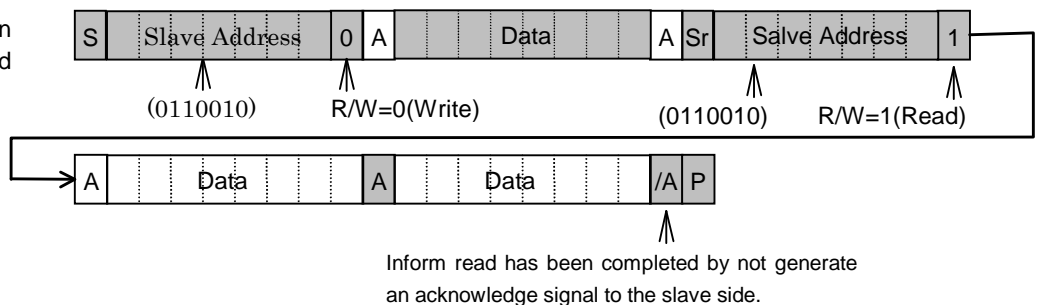 n
d
S Slave Address 0 A Data A Sr Salve Address 1
(0110010) R/W=0(Write) (0110010) R/W=1(Read)
A Data A Data /A P
Inform read has been completed by not generate
an acknowledge signal to the slave side.